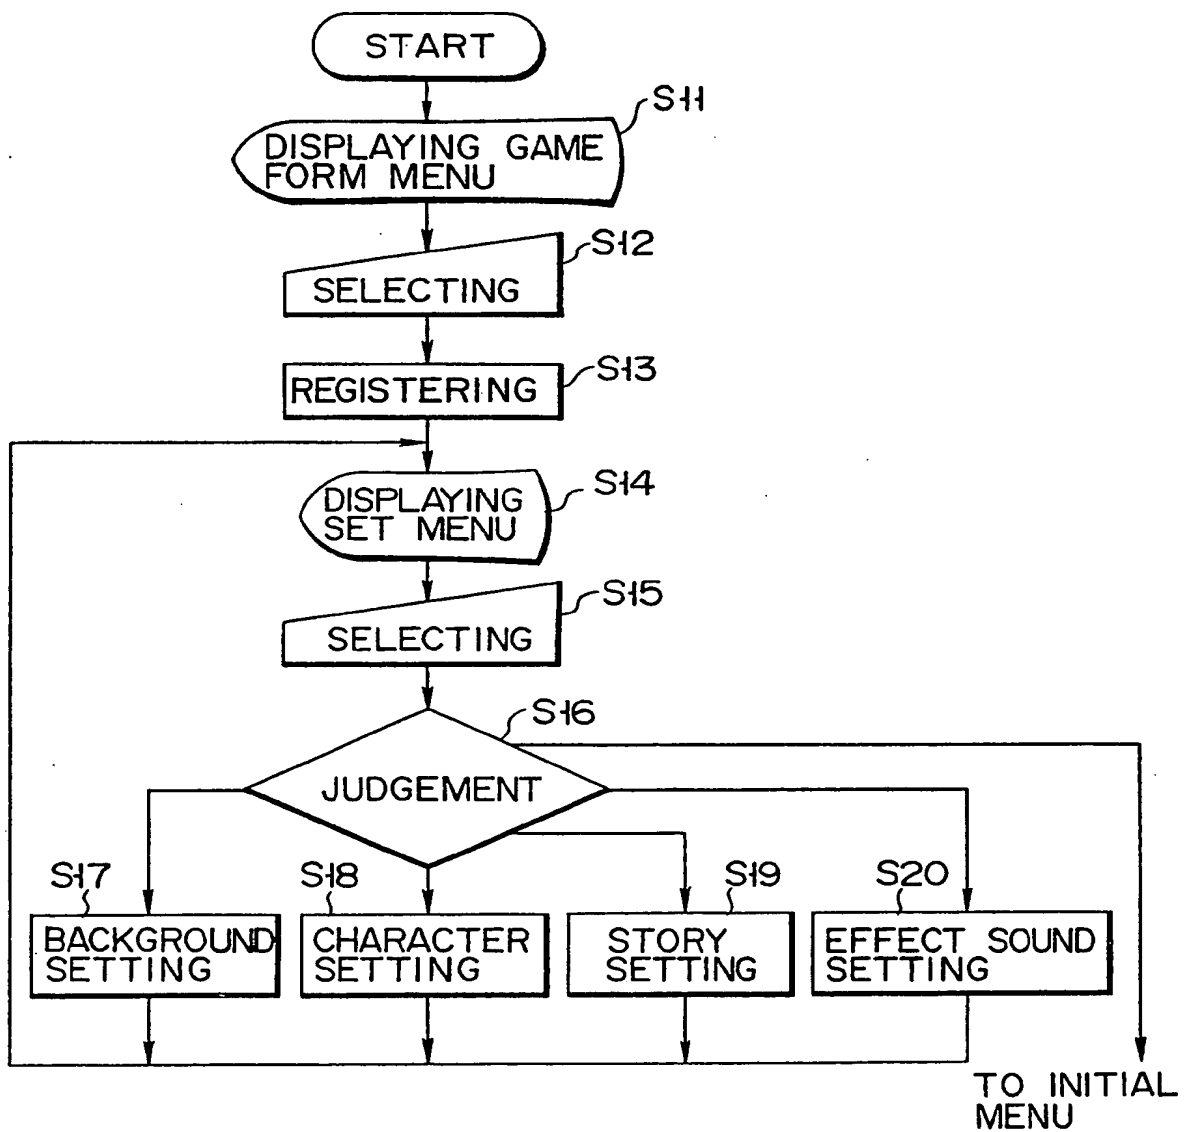 START
S11
DISPLAYING GAME
FORM MENU
S12
SELECTING
S13
REGISTERING
S14
DISPLAYING
SET MENU
S15
SELECTING
S16
JUDGEMENT
S17
S18
S19
S20
BACKGROUND
SETTING
CHARACTER
SETTING
STORY
SETTING
EFFECT SOUND
SETTING
TO INITIAL
MENU